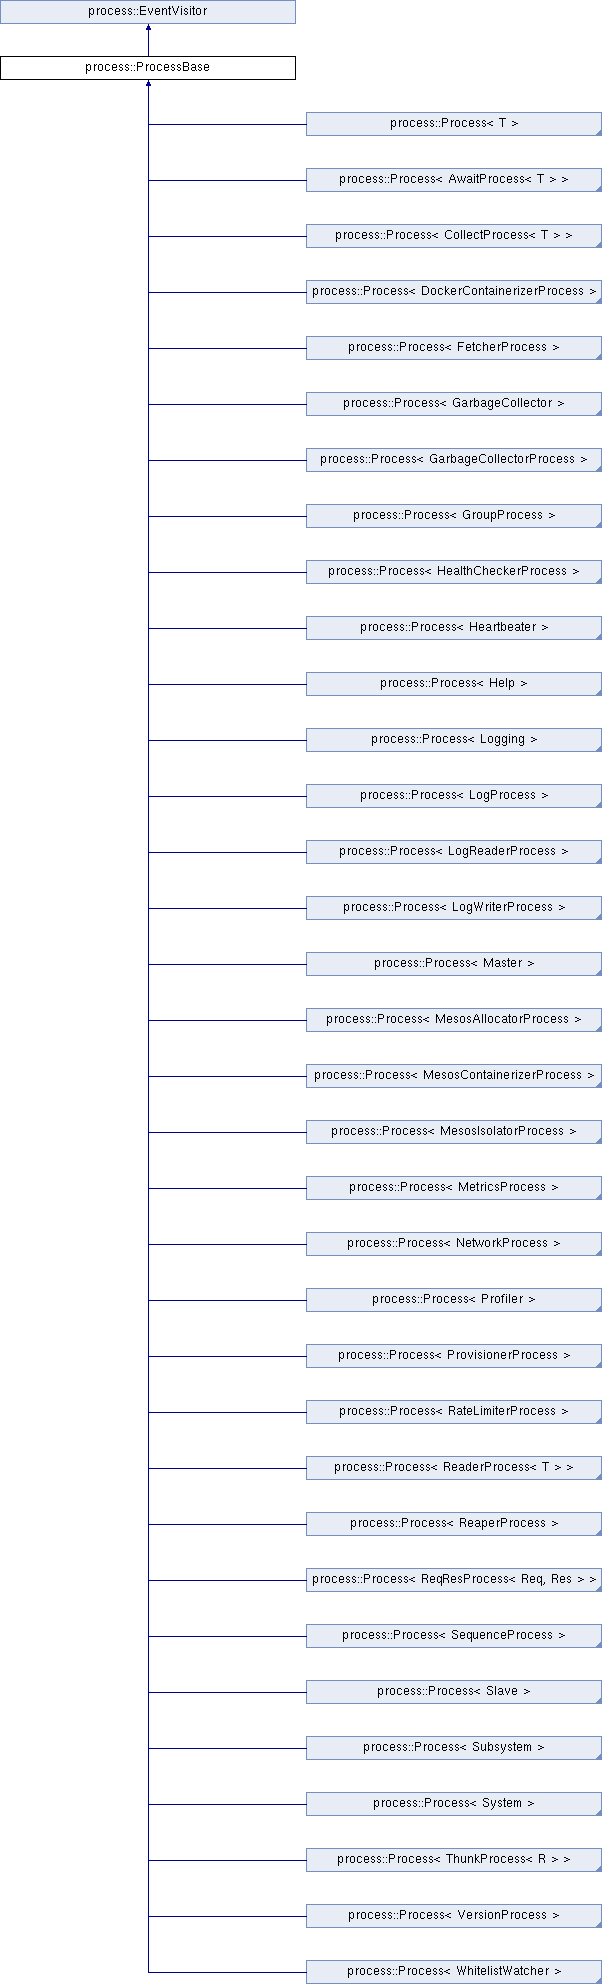 process::EventVisitor
process::ProcessBase
process::Process< T >
process::Process< AwaitProcess< T > >
process::Process< CollectProcess< T > >
process::Process< DockerContainerizerProcess >
process::Process< FetcherProcess >
process::Process< GarbageCollector >
process::Process< GarbageCollectorProcess >
process::Process< GroupProcess >
process::Process< HealthCheckerProcess >
process::Process< Heartbeater >
process::Process< Help >
process::Process< Logging >
process::Process< LogProcess >
process::Process< LogReaderProcess >
process::Process< LogWriterProcess >
process::Process< Master >
process::Process< MesosAllocatorProcess >
process::Process< MesosContainerizerProcess >
process::Process< MesosIsolatorProcess >
process::Process< MetricsProcess >
process::Process< NetworkProcess >
process::Process< Profiler >
process::Process< ProvisionerProcess >
process::Process< RateLimiterProcess >
process::Process< ReaderProcess< T > >
process::Process< ReaperProcess >
process::Process< ReqResProcess< Req, Res > >
process::Process< SequenceProcess >
process::Process< Slave >
process::Process< Subsystem >
process::Process< System >
process::Process< ThunkProcess< R > >
process::Process< VersionProcess >
process::Process< WhitelistWatcher >